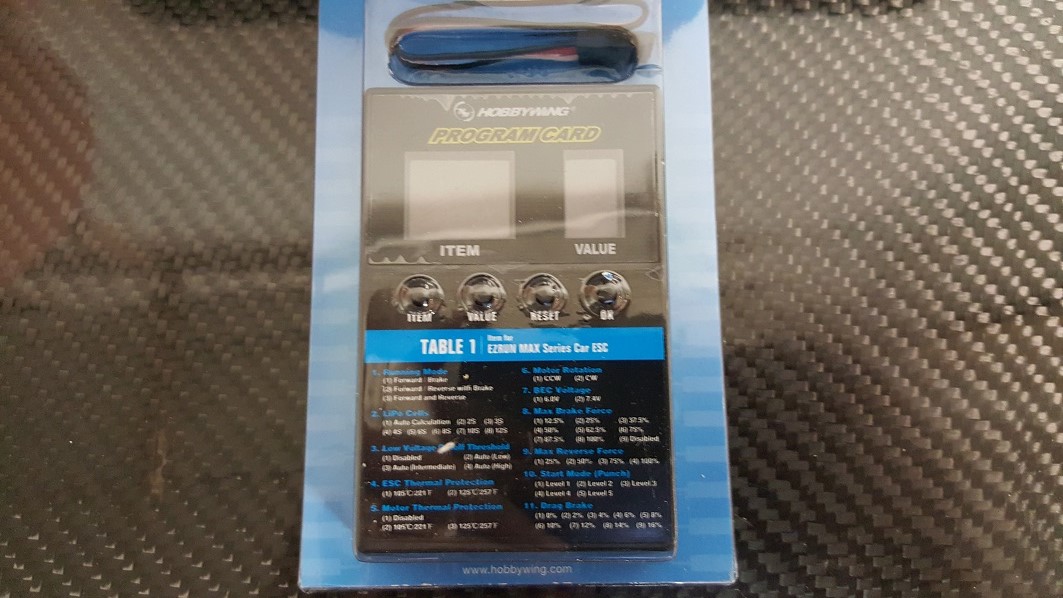 HOBBYWING
PROGRAM CARD
ITEM
VALUE
ITEM
VALUE
RESET
OK
TABLE 1
Item for
EZRUN MAX Series Car ESC
1. Running Mode
(1) Forward / Brake
(2) Forward / Reverse with Brake
(3) Forward and Reverse
2. LiPo Cells
(1) Auto Calculation (2) 2S (3) 3S
(4) 4S (5) 6S (6) 8S (7) 10S (8) 12S
3. Low Voltage Threshold
(1) Disabled (2) Auto (Low)
(3) Auto (Intermediate) (4) Auto (High)
4. ESC Thermal Protection
(1) 105℃/221℉ (2) 125℃/257℉
5. Motor Thermal Protection
(1) Disabled
(2) 105℃/221℉ (3) 125℃/257℉
6. Motor Rotation
(1) CCW (2) CW
7. BEC Voltage
(1) 6.0V (2) 7.4V
8. Max Brake Force
(1) 12.5% (2) 25% (3) 37.5%
(4) 50% (5) 62.5% (6) 75%
(7) 87.5% (8) 100% (9) Disabled
9. Max Reverse Force
(1) 25% (2) 50% (3) 75% (4) 100%
10. Start Mode (Punch)
(1) Level 1 (2) Level 2 (3) Level 3
(4) Level 4 (5) Level 5
11. Drag Brake
(1) 0% (2) 2% (3) 4% (4) 6% (5) 8%
(6) 10% (7) 12% (8) 14% (9) 16%
www.hobbywing.com